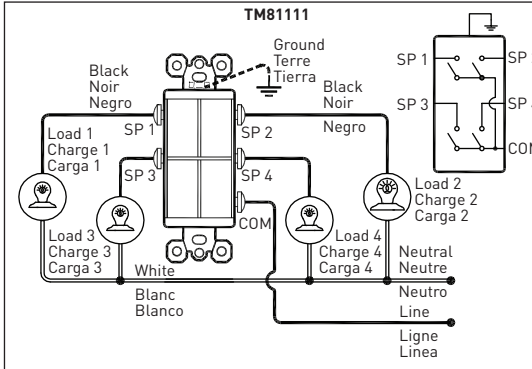 TM81111
Ground
Terre
Tierra
Black
Noir
Negro
Black
Noir
Negro
SP 1
SP 2
SP 3
SP 4
COM
Load 1
Charge 1
Carga 1
Load 2
Charge 2
Carga 2
Load 3
Charge 3
Carga 3
Load 4
Charge 4
Carga 4
White
Blanc
Blanco
Neutral
Neutre
Neutro
Line
Ligne
Linea
SP 1
SP
SP 3
SP
COM